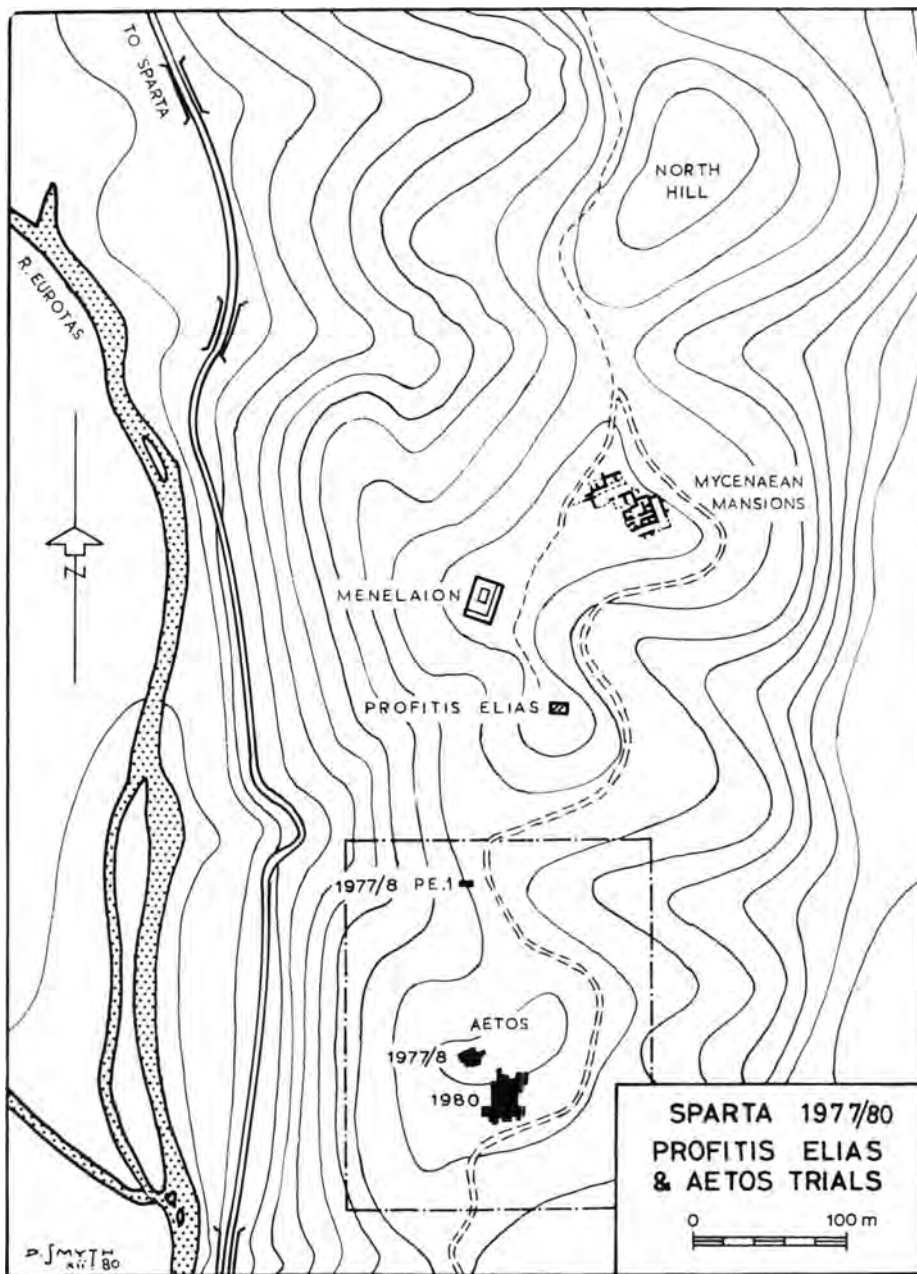 TO SPARTA
NORTH
HILL
R. EUROTAS
MYCENAEAN
MANSIONS
N
MENELAION
PROFITIS ELIAS
1977/8 PE.1
AETOS
1977/8
1980
SPARTA 1977/80
PROFITIS ELIAS
& AETOS TRIALS
0 100 m
D. SMYTH
xii 80